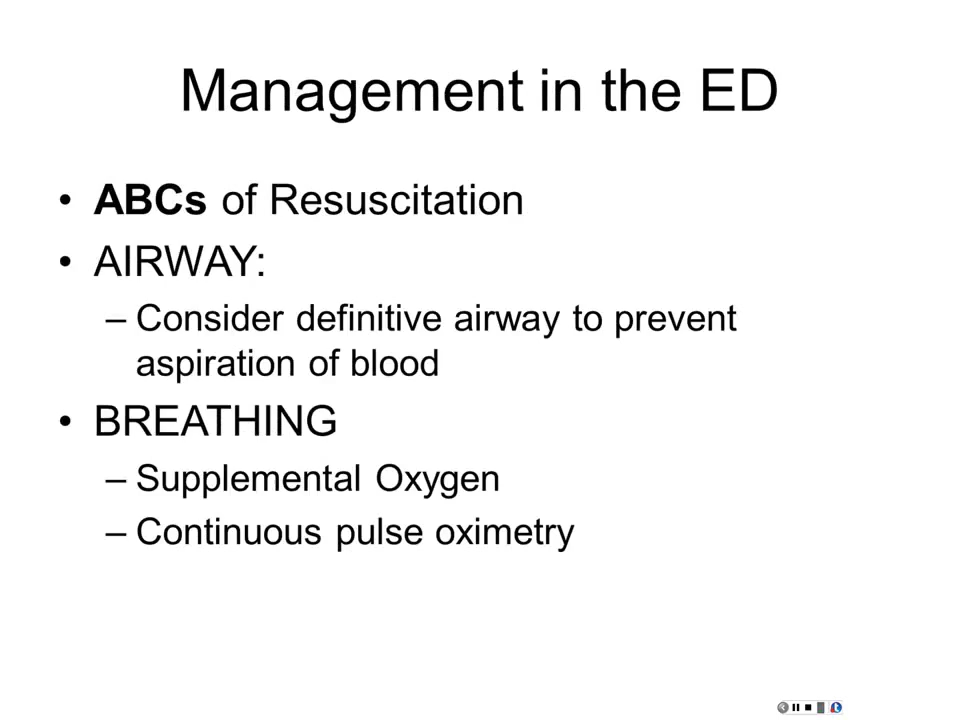 Management in the ED
• ABCs of Resuscitation
• AIRWAY:
– Consider definitive airway to prevent
aspiration of blood
• BREATHING
– Supplemental Oxygen
– Continuous pulse oximetry
t